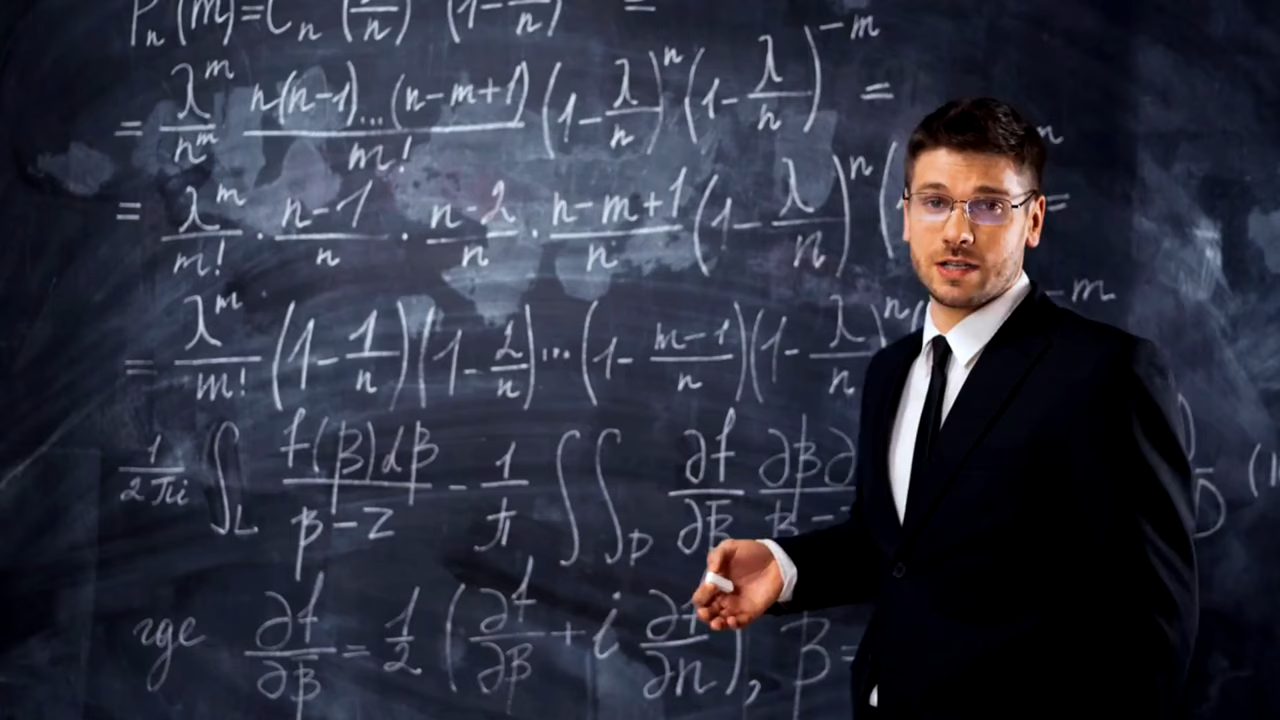 P_n(m)=C_n (λ/n) (1-λ/n) =
= λ^m/n^m n(n-1)...(n-m+1)/m! (1-λ/n)^n (1-λ/n)^-m =
= λ^m/m! · n-1/n · n-2/n · n-m+1/n (1-λ/n)^n ( m =
= λ^m/m! (1-1/n)(1-2/n)...(1-m-1/n)(1-λ/n)^n ( -m
1/2πi ∫_L f(β)dβ/β-z - 1/π ∫∫_D ∂f/∂β̄ ∂β∂/β- D (1
где ∂f/∂β̄ = 1/2 (∂f/∂β + i ∂f/∂n), β =